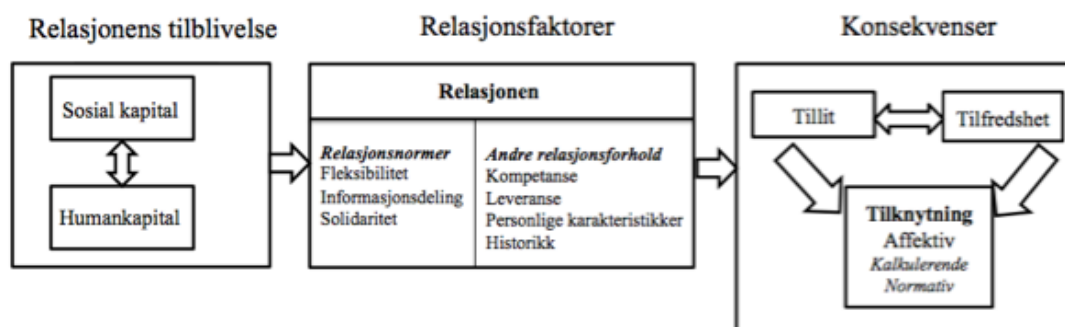 Relasjonens tilblivelse
Sosial kapital
Humankapital
Relasjonsfaktorer
Relasjonen
Relasjonsnormer
Fleksibilitet
Informasjonsdeling
Solidaritet
Andre relasjonsforhold
Kompetanse
Leveranse
Personlige karakteristikker
Historikk
Konsekvenser
Tillit
Tilfredshet
Tilknytning
Affektiv
Kalkulerende
Normativ